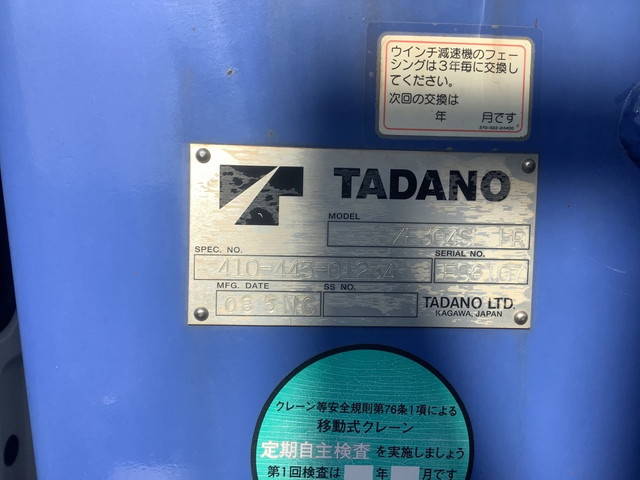 ウインチ減速機のフェー
シングは3年毎に交換し
てください。
次回の交換は
年 月です
TADANO
MODEL
SPEC. NO.
SERIAL NO.
MFG. DATE
SS NO.
TADANO LTD.
KAGAWA, JAPAN
クレーン等安全規則第76条1項による
移動式クレーン
定期自主検査を実施しましょう
第1回検査は 年 月です